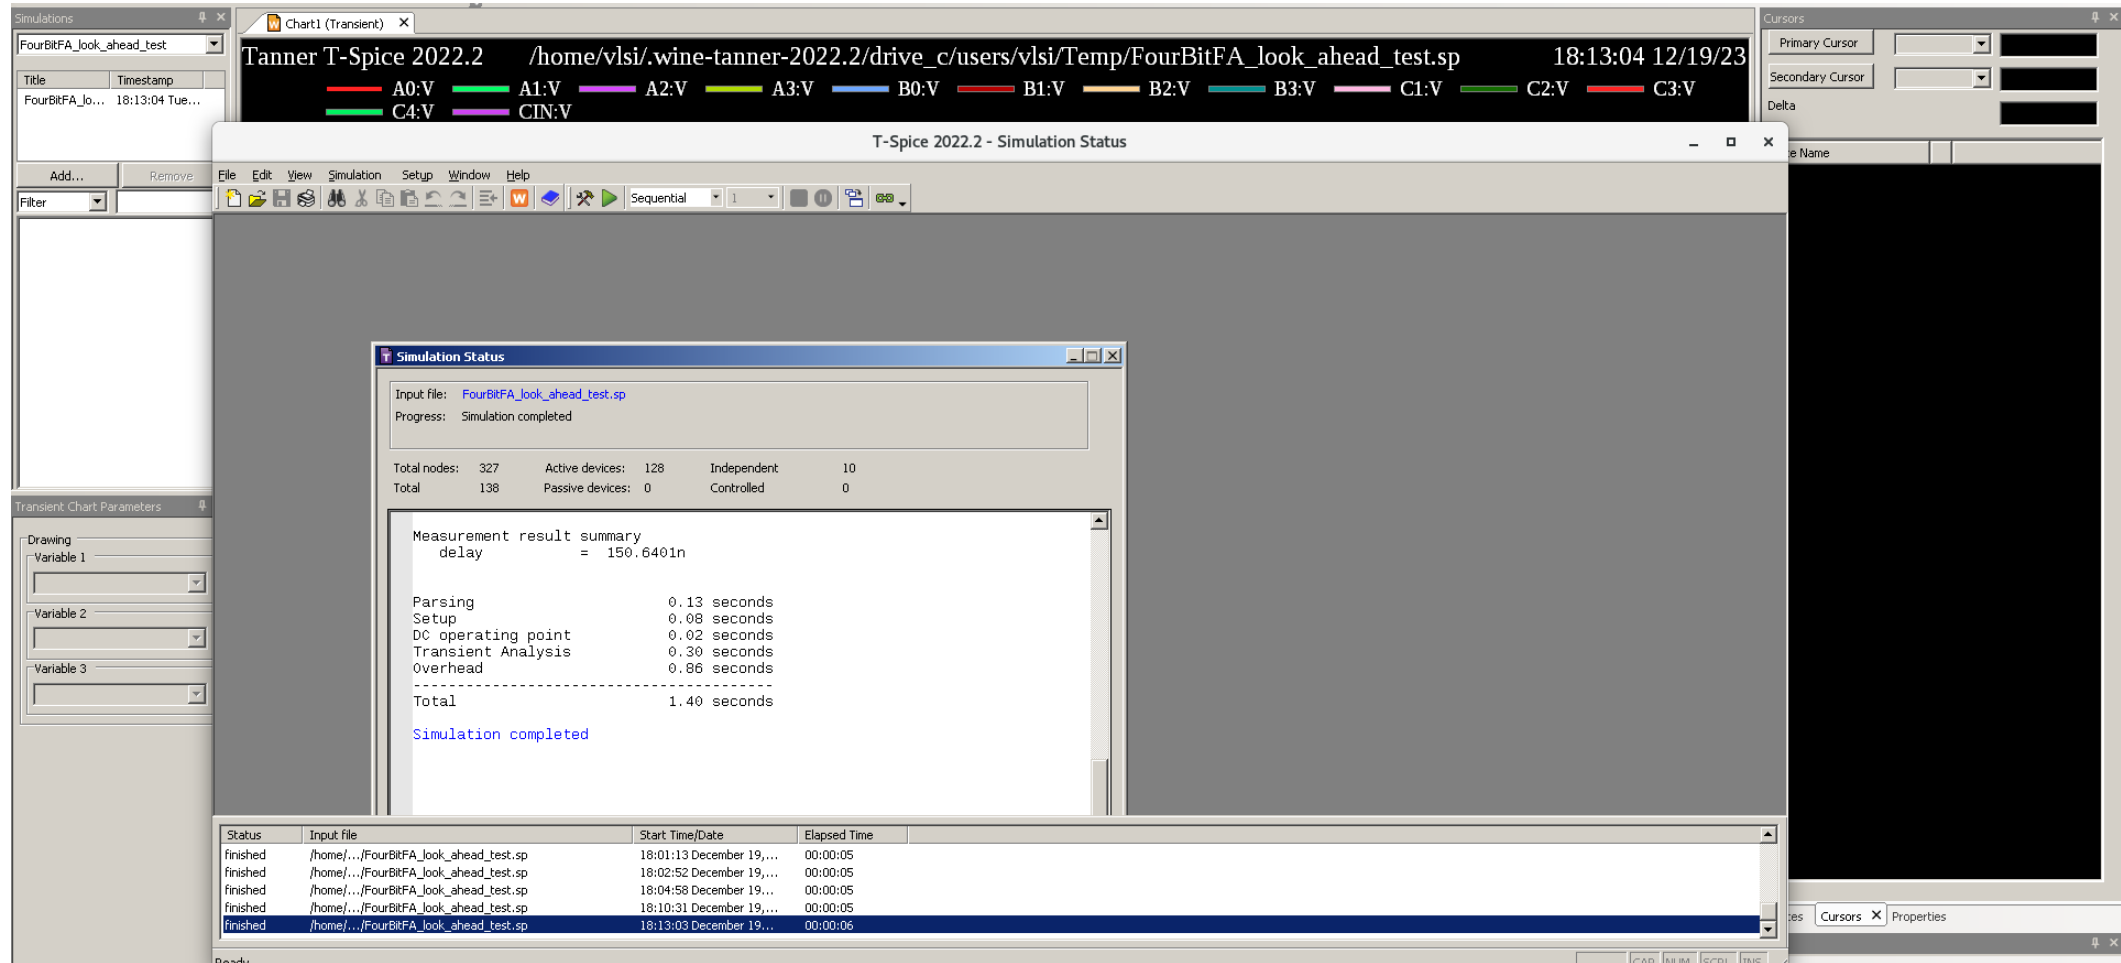 Simulations
FourBitFA_look_ahead_test
Title Timestamp
FourBitFA_lo... 18:13:04 Tue...
Add... Remove
Filter
Transient Chart Parameters
Drawing
Variable 1
Variable 2
Variable 3
Chart1 (Transient)
Tanner T-Spice 2022.2 /home/vlsi/.wine-tanner-2022.2/drive_c/users/vlsi/Temp/FourBitFA_look_ahead_test.sp 18:13:04 12/19/23
A0:V A1:V A2:V A3:V B0:V B1:V B2:V B3:V C1:V C2:V C3:V
C4:V CIN:V
T-Spice 2022.2 - Simulation Status
File Edit View Simulation Setup Window Help
Sequential 1
Simulation Status
Input file: FourBitFA_look_ahead_test.sp
Progress: Simulation completed
Total nodes: 327 Active devices: 128 Independent 10
Total 138 Passive devices: 0 Controlled 0
Measurement result summary
delay = 150.6401n
Parsing 0.13 seconds
Setup 0.08 seconds
DC operating point 0.02 seconds
Transient Analysis 0.30 seconds
Overhead 0.86 seconds
-----------------------------------------
Total 1.40 seconds
Simulation completed
Status Input file Start Time/Date Elapsed Time
finished /home/.../FourBitFA_look_ahead_test.sp 18:01:13 December 19,... 00:00:05
finished /home/.../FourBitFA_look_ahead_test.sp 18:02:52 December 19,... 00:00:05
finished /home/.../FourBitFA_look_ahead_test.sp 18:04:58 December 19... 00:00:05
finished /home/.../FourBitFA_look_ahead_test.sp 18:10:31 December 19,... 00:00:05
finished /home/.../FourBitFA_look_ahead_test.sp 18:13:03 December 19... 00:00:06
Ready
CAP NUM SCRL INS
Cursors
Primary Cursor
Secondary Cursor
Delta
Name
Cursors Properties